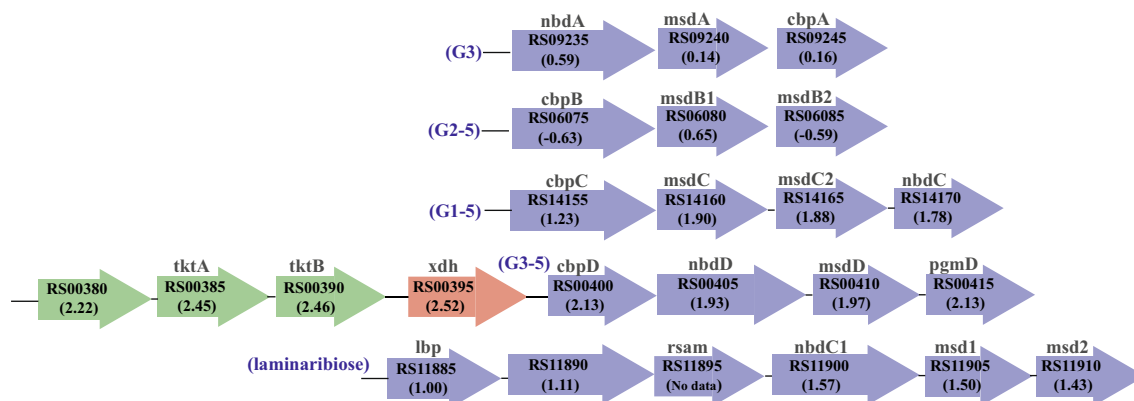 nbdA msdA cbpA
(G3) RS09235 RS09240 RS09245
(0.59) (0.14) (0.16)
cbpB msdB1 msdB2
(G2-5) RS06075 RS06080 RS06085
(-0.63) (0.65) (-0.59)
cbpC msdC msdC2 nbdC
(G1-5) RS14155 RS14160 RS14165 RS14170
(1.23) (1.90) (1.88) (1.78)
tktA tktB xdh (G3-5) cbpD nbdD msdD pgmD
RS00380 RS00385 RS00390 RS00395 RS00400 RS00405 RS00410 RS00415
(2.22) (2.45) (2.46) (2.52) (2.13) (1.93) (1.97) (2.13)
(laminaribiose) lbp rsam nbdC1 msd1 msd2
RS11885 RS11890 RS11895 RS11900 RS11905 RS11910
(1.00) (1.11) (No data) (1.57) (1.50) (1.43)